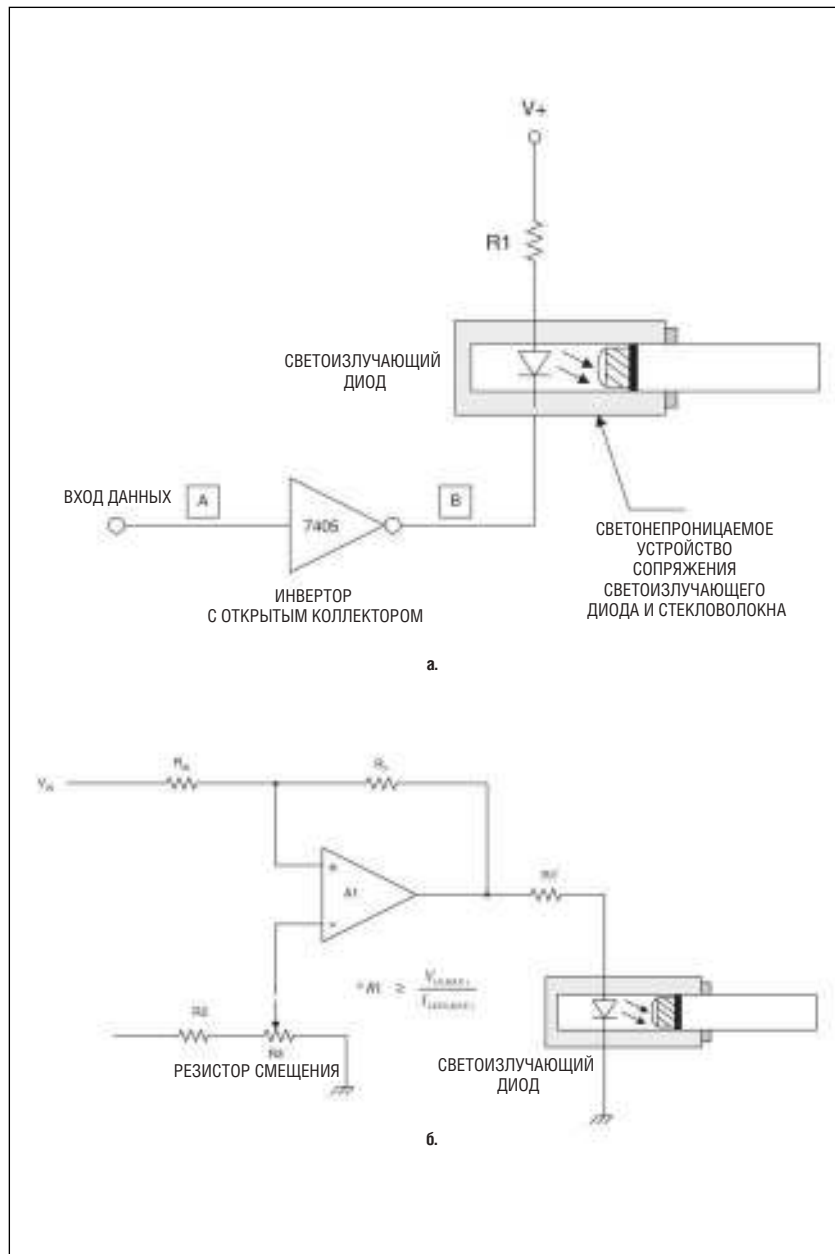 V+
R1
СВЕТОИЗЛУЧАЮЩИЙ
ДИОД
ВХОД ДАННЫХ
A
B
7405
ИНВЕРТОР
С ОТКРЫТЫМ КОЛЛЕКТОРОМ
СВЕТОНЕПРОНИЦАЕМОЕ
УСТРОЙСТВО
СОПРЯЖЕНИЯ
СВЕТОИЗЛУЧАЮЩЕГО
ДИОДА И СТЕКЛОВОЛОКНА
а.
A1
РЕЗИСТОР СМЕЩЕНИЯ
СВЕТОИЗЛУЧАЮЩИЙ
ДИОД
б.